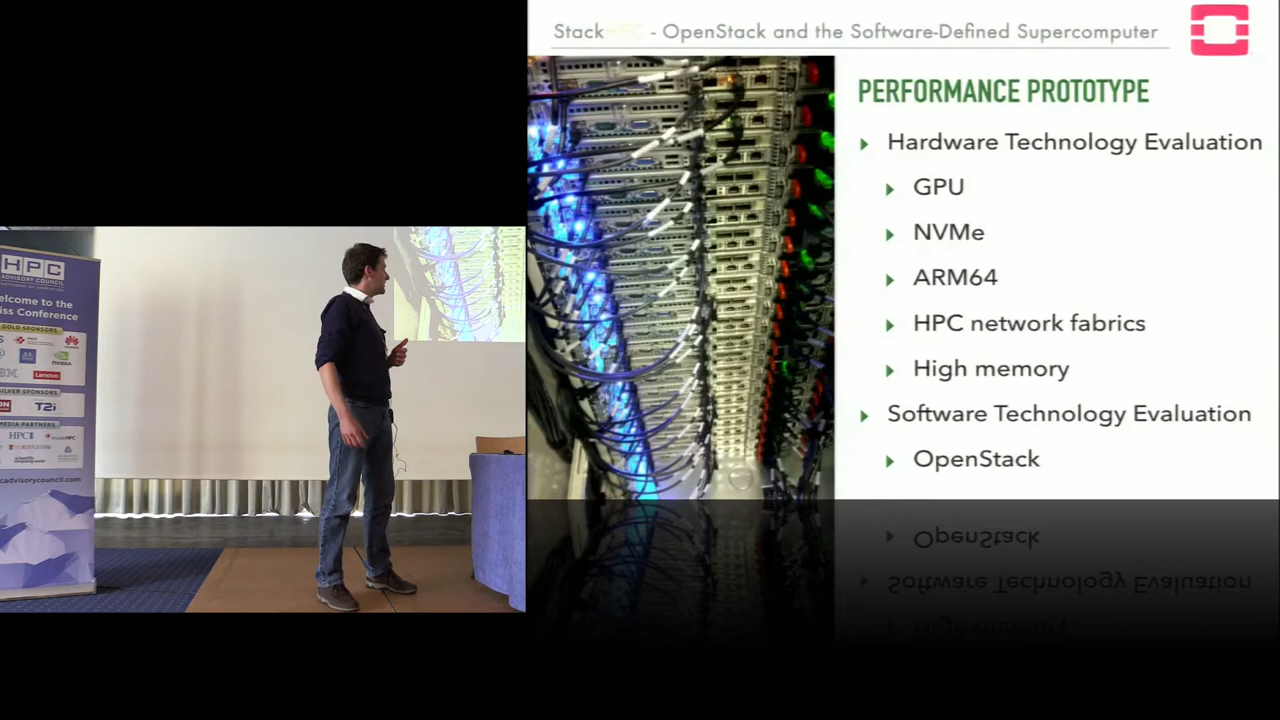 HPC
ADVISORY COUNCIL
elcome to the
iss Conference
GOLD SPONSORS
NVIDIA
Lenovo
SILVER SPONSORS
T2i
MEDIA PARTNERS
HPC
cadvisorycouncil.com
Stack - OpenStack and the Software-Defined Supercomputer
PERFORMANCE PROTOTYPE
Hardware Technology Evaluation
GPU
NVMe
ARM64
HPC network fabrics
High memory
Software Technology Evaluation
OpenStack